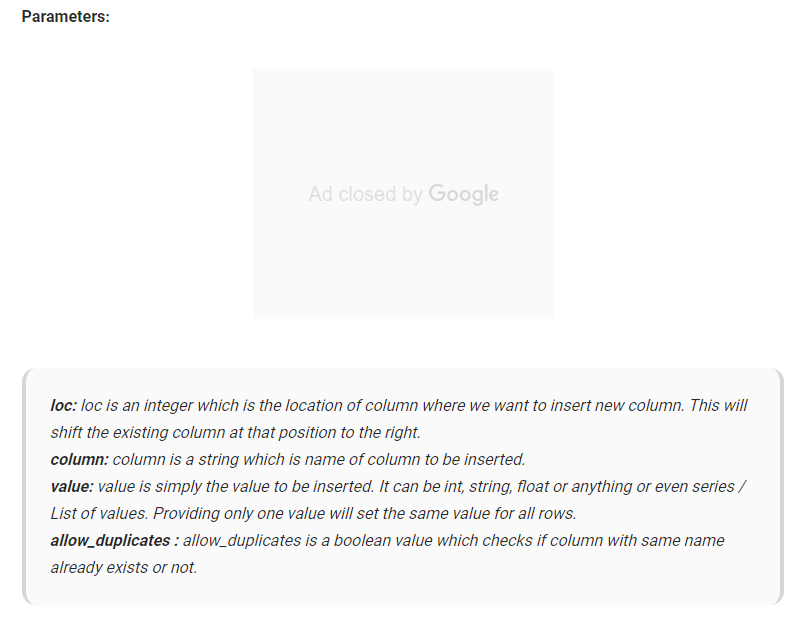 Parameters:
Ad closed by Google
loc: loc is an integer which is the location of column where we want to insert new column. This will
shift the existing column at that position to the right.
column: column is a string which is name of column to be inserted.
value: value is simply the value to be inserted. It can be int, string, float or anything or even series /
List of values. Providing only one value will set the same value for all rows.
allow_duplicates : allow_duplicates is a boolean value which checks if column with same name
already exists or not.